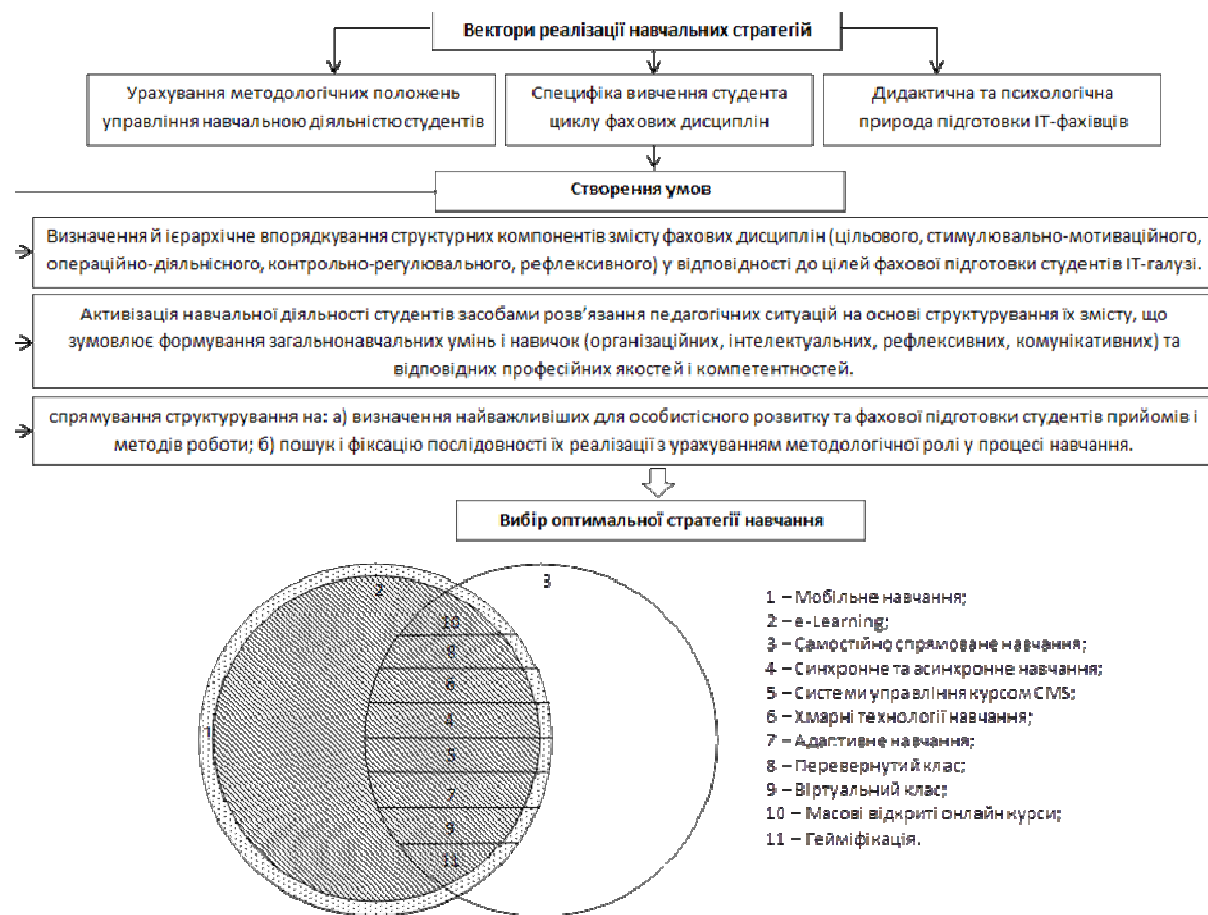 Вектори реалізації навчальних стратегій
Урахування методологічних положень
управління навчальною діяльністю студентів
Специфіка вивчення студента
циклу фахових дисциплін
Дидактична та психологічна
природа підготовки ІТ-фахівців
Створення умов
Визначення й ієрархічне впорядкування структурних компонентів змісту фахових дисциплін (цільового, стимулювально-мотиваційного,
операційно-діяльнісного, контрольно-регулювального, рефлексивного) у відповідності до цілей фахової підготовки студентів ІТ-галузі.
Активізація навчальної діяльності студентів засобами розв’язання педагогічних ситуацій на основі структурування їх змісту, що
зумовлює формування загальнонавчальних умінь і навичок (організаційних, інтелектуальних, рефлексивних, комунікативних) та
відповідних професійних якостей і компетентностей.
спрямування структурування на: а) визначення найважливіших для особистісного розвитку та фахової підготовки студентів прийомів і
методів роботи; б) пошук і фіксацію послідовності їх реалізації з урахуванням методологічної ролі у процесі навчання.
Вибір оптимальної стратегії навчання
2
3
10
8
6
4
1
5
7
9
11
1 – Мобільне навчання;
2 – e-Learning;
3 – Самостійно спрямоване навчання;
4 – Синхронне та асинхронне навчання;
5 – Системи управління курсом CMS;
6 – Хмарні технології навчання;
7 – Адаптивне навчання;
8 – Перевернутий клас;
9 – Віртуальний клас;
10 – Масові відкриті онлайн курси;
11 – Гейміфікація.